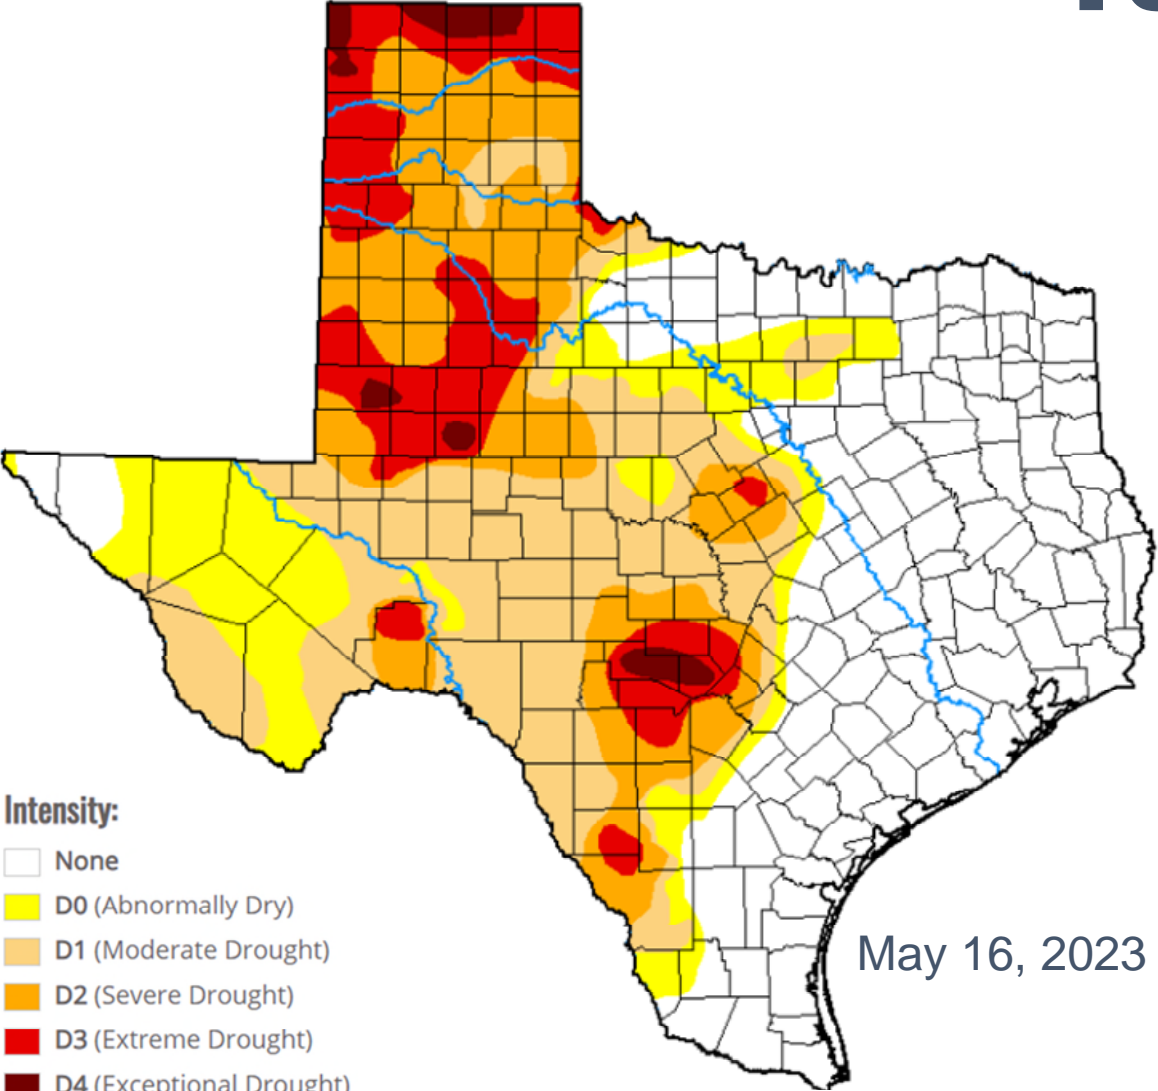 Intensity:
None
D0 (Abnormally Dry)
D1 (Moderate Drought)
D2 (Severe Drought)
D3 (Extreme Drought)
D4 (Exceptional Drought)
May 16, 2023